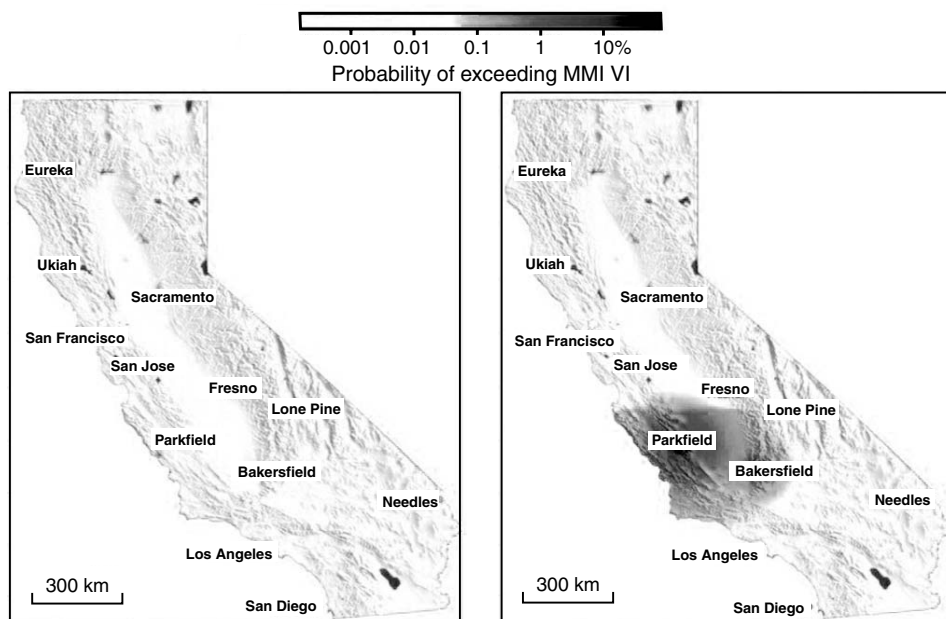 0.001 0.01 0.1 1 10%
Probability of exceeding MMI VI
Eureka
Ukiah
Sacramento
San Francisco
San Jose
Fresno
Lone Pine
Parkfield
Bakersfield
Needles
Los Angeles
300 km
San Diego
Eureka
Ukiah
Sacramento
San Francisco
San Jose
Fresno
Lone Pine
Parkfield
Bakersfield
Needles
Los Angeles
300 km
San Diego